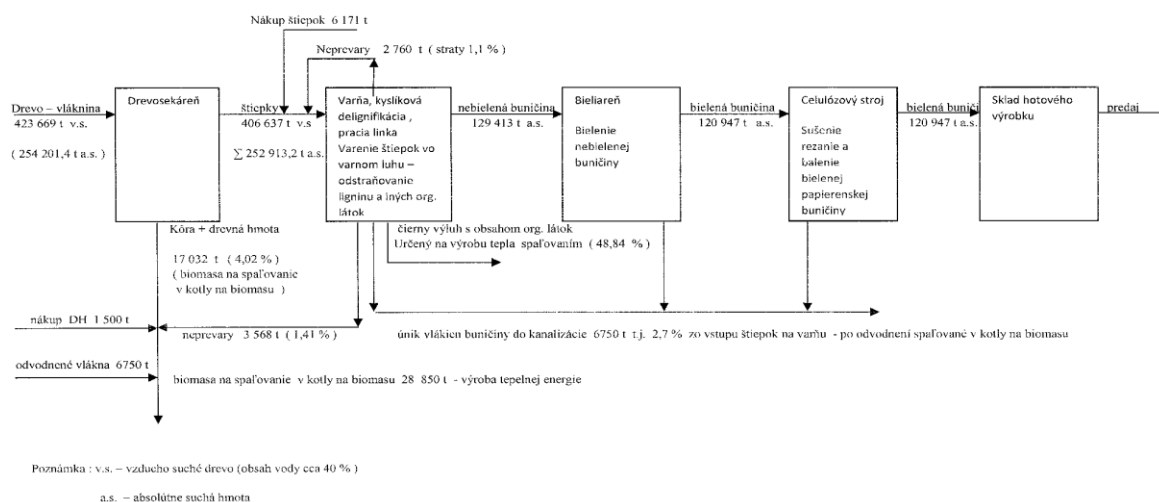 Nákup štiepok 6 171 t
Neprevary 2 760 t ( straty 1,1 % )
Drevo – vláknina
423 669 t v.s.
( 254 201,4 t a.s.)
Drevosekáreň
štiepky
406 637 t v.s
∑ 252 913,2 t a.s.
Varňa, kyslíková
delignifikácia ,
pracia linka
Varenie štiepok vo
varnom luhu –
odstraňovanie
ligninu a iných org.
látok
nebielená buničina
129 413 t a.s.
Bieliareň
Bielenie
nebielenej
buničiny
bielená buničina
120 947 t a.s.
Celulózový stroj
Sušenie
rezanie a
balenie
bielenej
papierenskej
buničiny
bielená buniči
120 947 t a.s.
Sklad hotového
výrobku
predaj
Kóra + drevná hmota
17 032 t ( 4,02 % )
( biomasa na spaľovanie
v kotly na biomasu )
čierny výluh s obsahom org. látok
Určený na výrobu tepla spaľovaním ( 48,84 % )
nákup DH 1 500 t
neprevary 3 568 t ( 1,41 % )
únik vlákien buničiny do kanalizácie 6750 t t.j. 2,7 % zo vstupu štiepok na varňu - po odvodnení spaľované v kotly na biomasu
odvodnené vlákna 6750 t
biomasa na spaľovanie v kotly na biomasu 28 850 t - výroba tepelnej energie
Poznámka : v.s. – vzducho suché drevo (obsah vody cca 40 % )
a.s. – absolútne suchá hmota